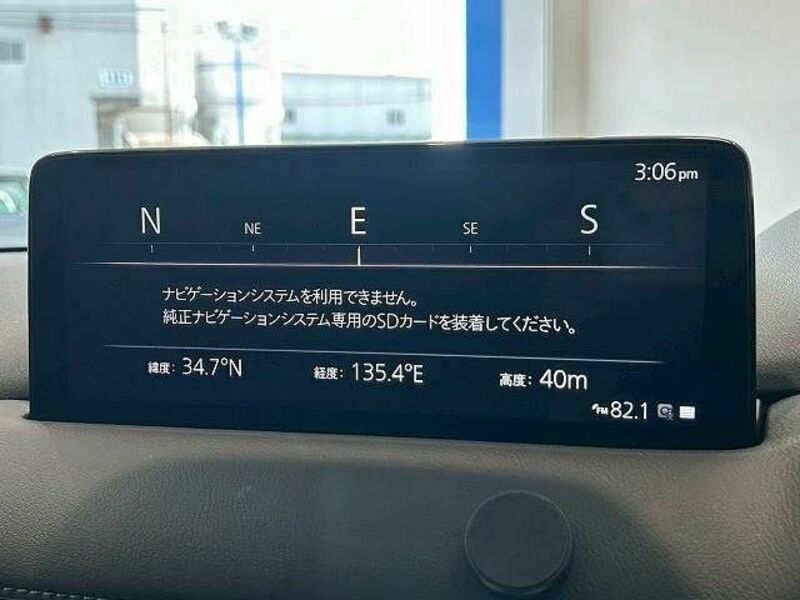 3:06pm
N NE E SE S
ナビゲーションシステムを利用できません。
純正ナビゲーションシステム専用のSDカードを装着してください。
緯度: 34.7°N 経度: 135.4°E 高度: 40m
FM 82.1